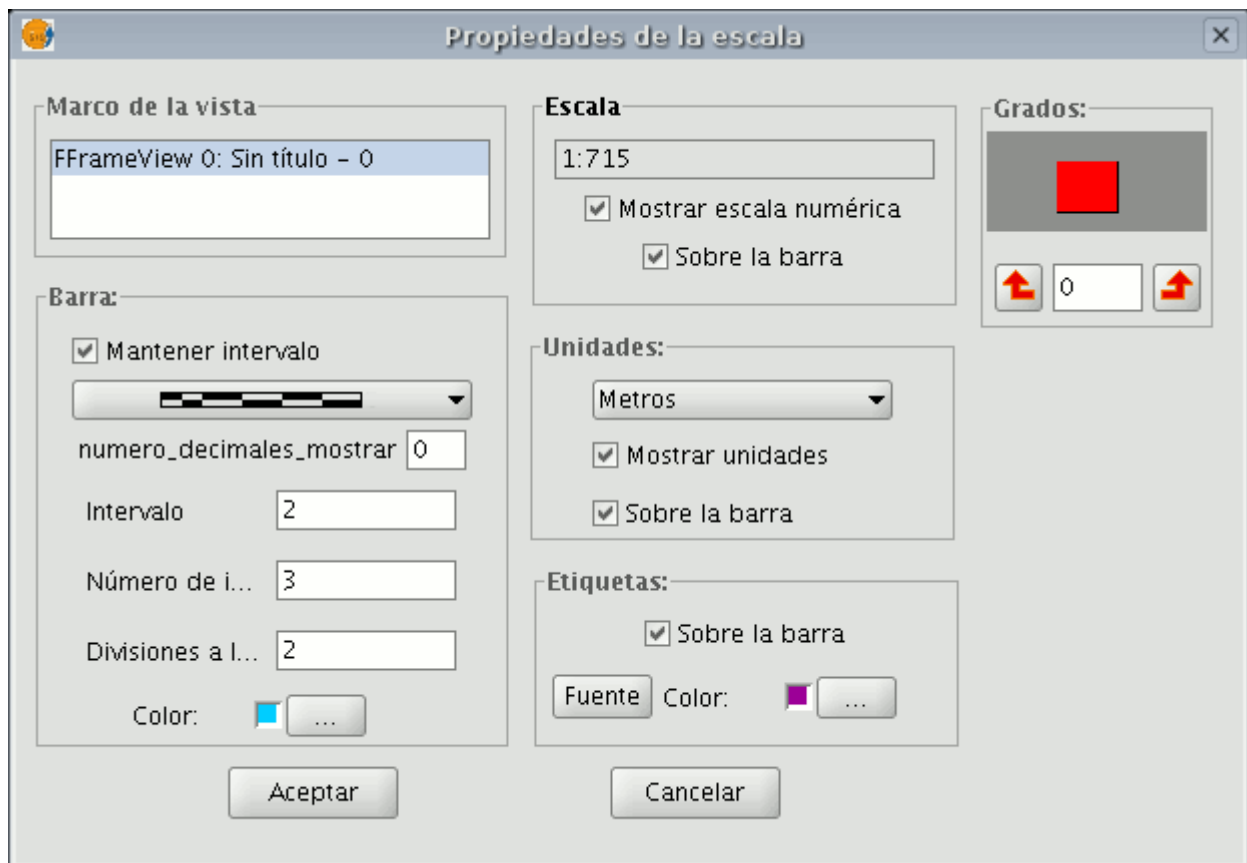 Propiedades de la escala
Marco de la vista
FFrameView 0: Sin título - 0
Escala
1:715
Mostrar escala numérica
Sobre la barra
Grados:
0
Barra:
Mantener intervalo
numero_decimales_mostrar 0
Intervalo 2
Número de i... 3
Divisiones a l... 2
Color: ...
Unidades:
Metros
Mostrar unidades
Sobre la barra
Etiquetas:
Sobre la barra
Fuente Color: ...
Aceptar
Cancelar